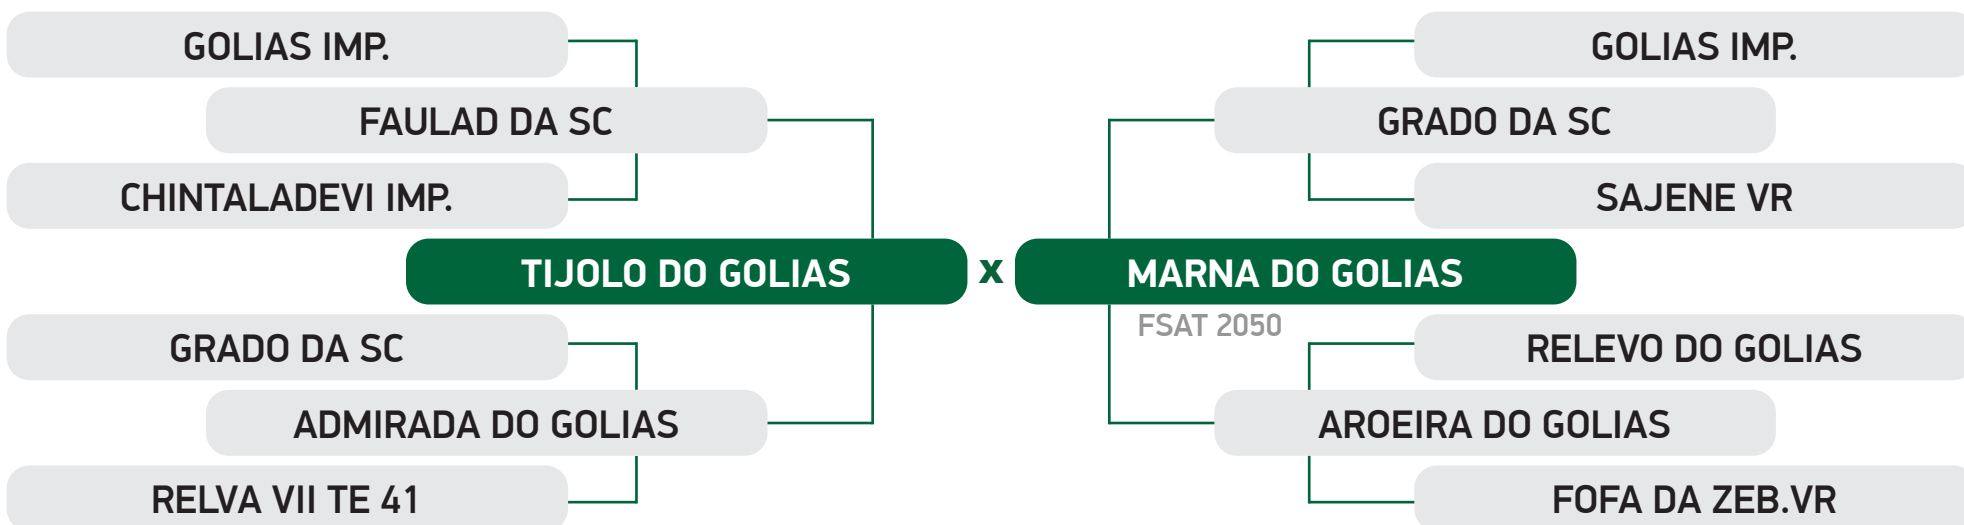 GOLIAS IMP.
FAULAD DA SC
CHINTALADEVI IMP.
TIJOLO DO GOLIAS
GRADO DA SC
ADMIRADA DO GOLIAS
RELVA VII TE 41
x
GOLIAS IMP.
GRADO DA SC
SAJENE VR
MARNA DO GOLIAS
FSAT 2050
RELEVO DO GOLIAS
AROEIRA DO GOLIAS
FOFA DA ZEB.VR